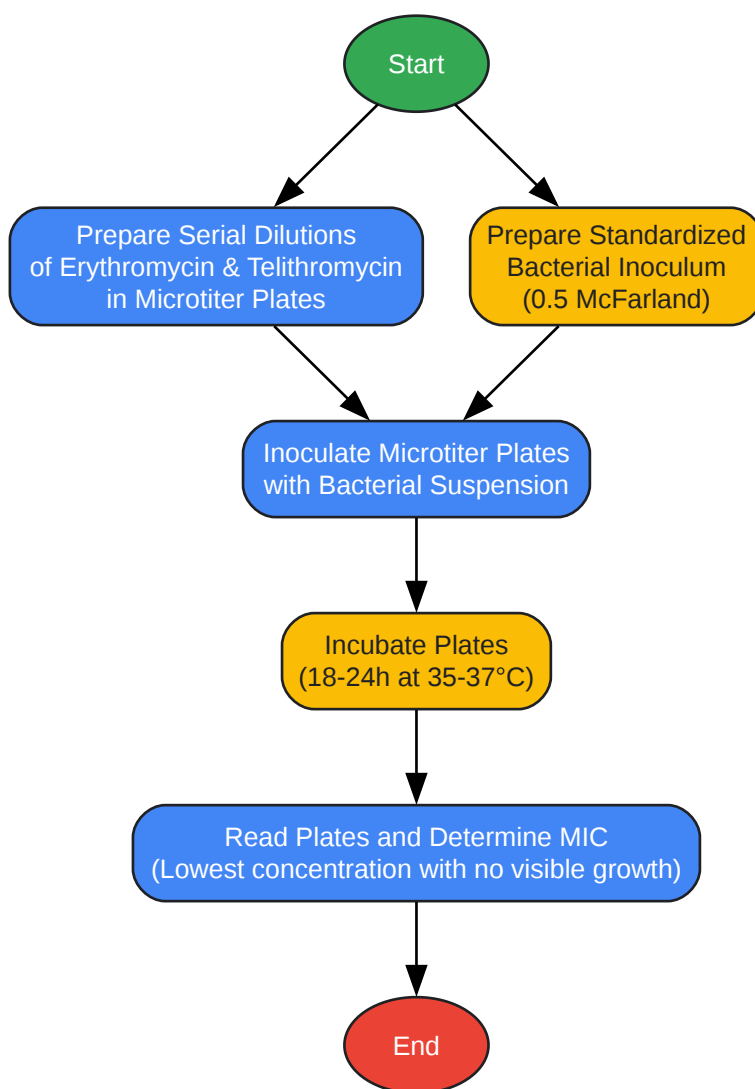 Start
Prepare Serial Dilutions
of Erythromycin & Telithromycin
in Microtiter Plates
Prepare Standardized
Bacterial Inoculum
(0.5 McFarland)
Inoculate Microtiter Plates
with Bacterial Suspension
Incubate Plates
(18-24h at 35-37°C)
Read Plates and Determine MIC
(Lowest concentration with no visible growth)
End